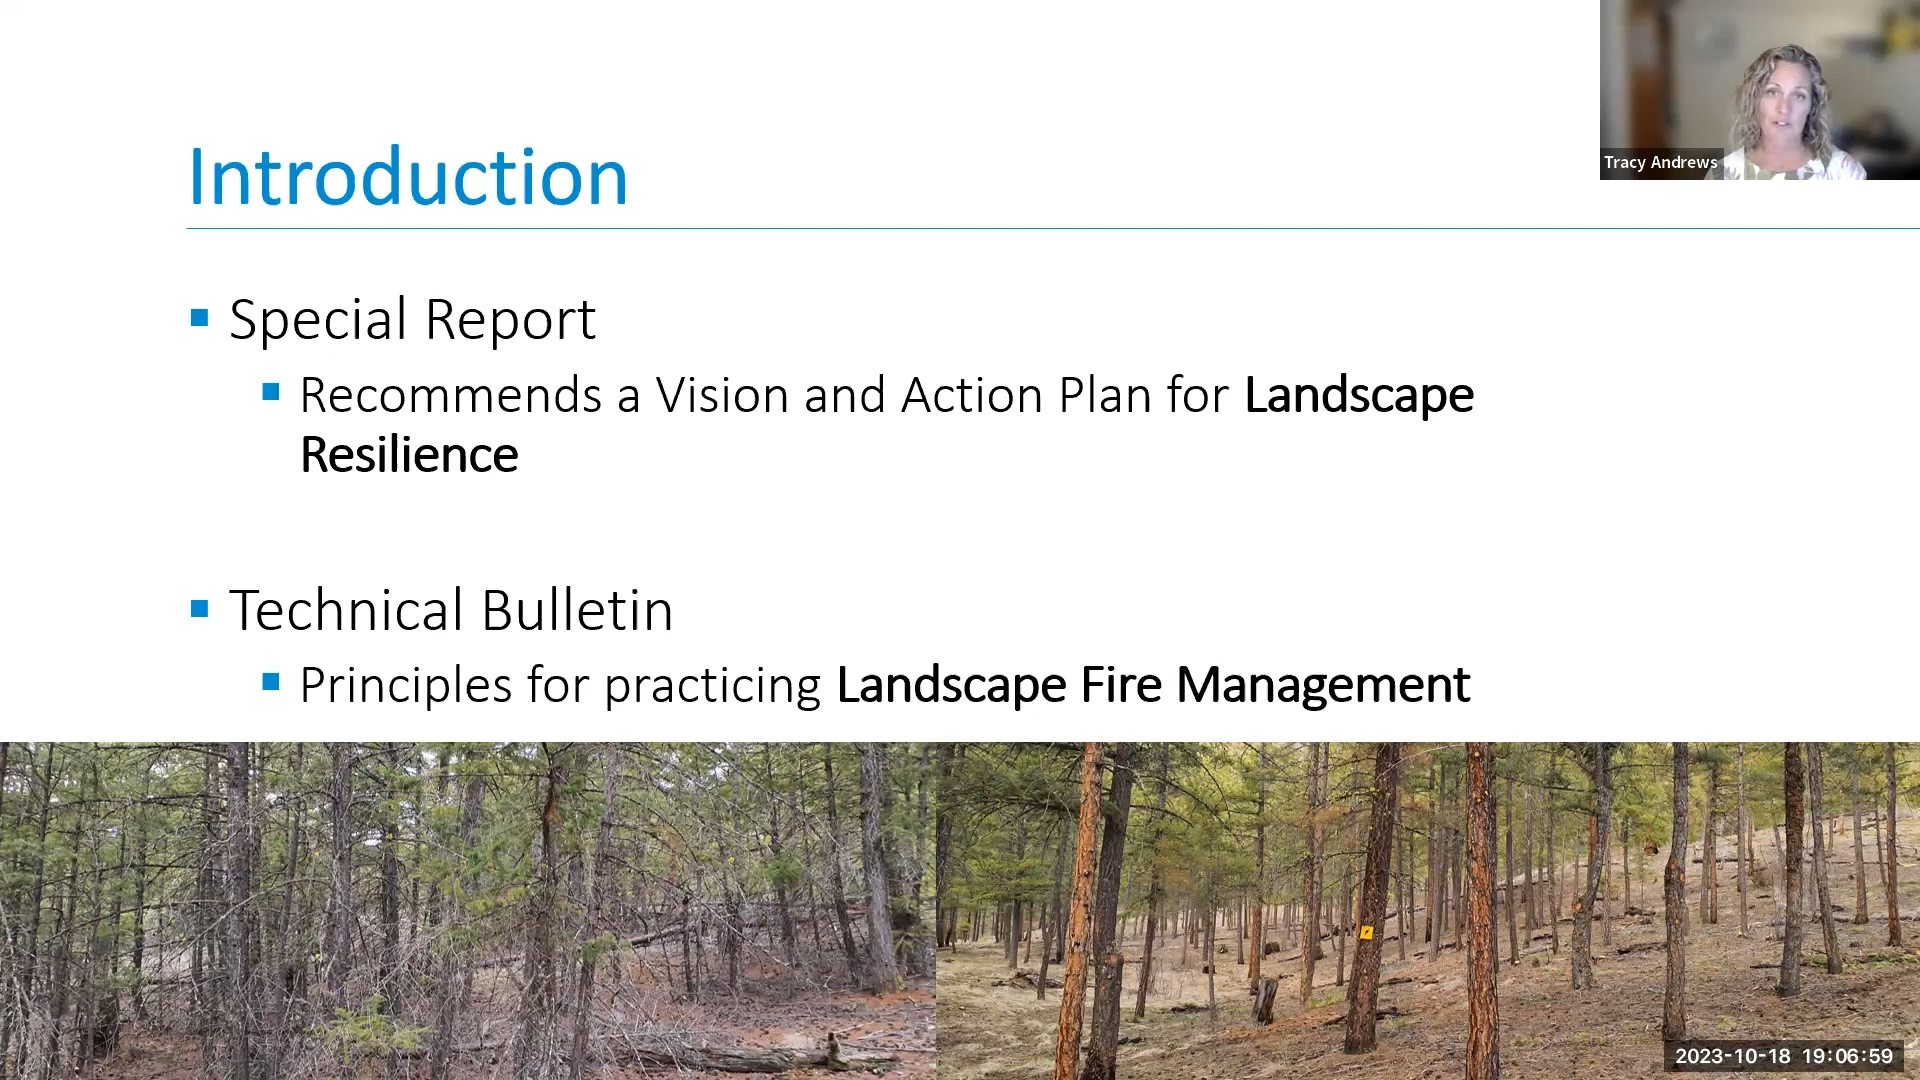 Tracy Andrews
Introduction
Special Report
Recommends a Vision and Action Plan for Landscape
Resilience
Technical Bulletin
Principles for practicing Landscape Fire Management
2023-10-18 19:06:59